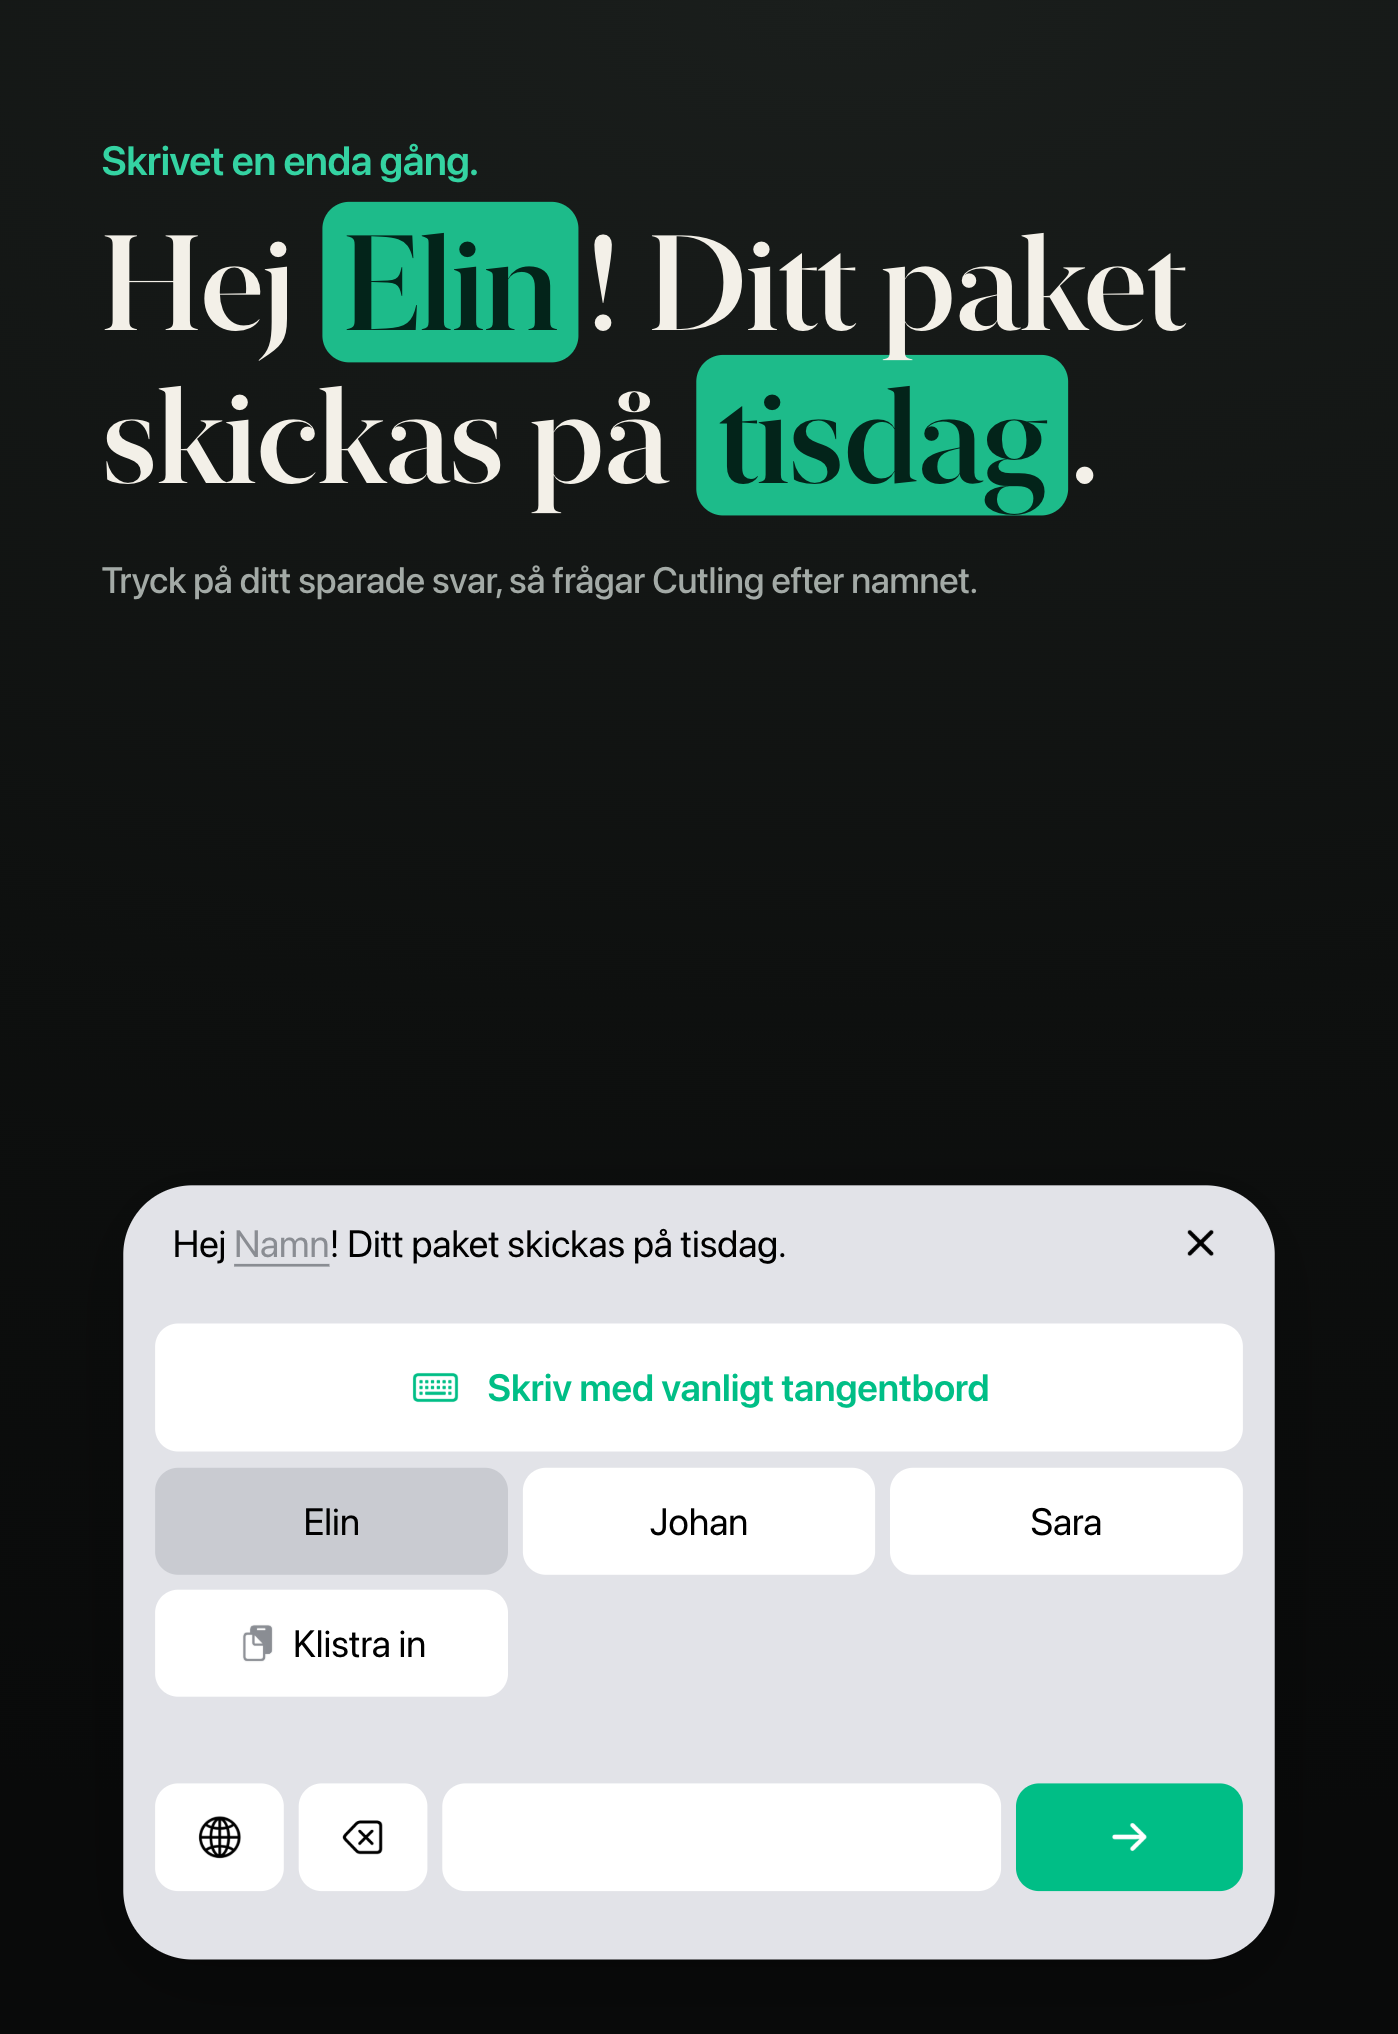 Skrivet en enda gång.
Hej Elin! Ditt paket
skickas på tisdag.
Tryck på ditt sparade svar, så frågar Cutling efter namnet.
Hej Namn! Ditt paket skickas på tisdag.
Skriv med vanligt tangentbord
Elin
Johan
Sara
Klistra in